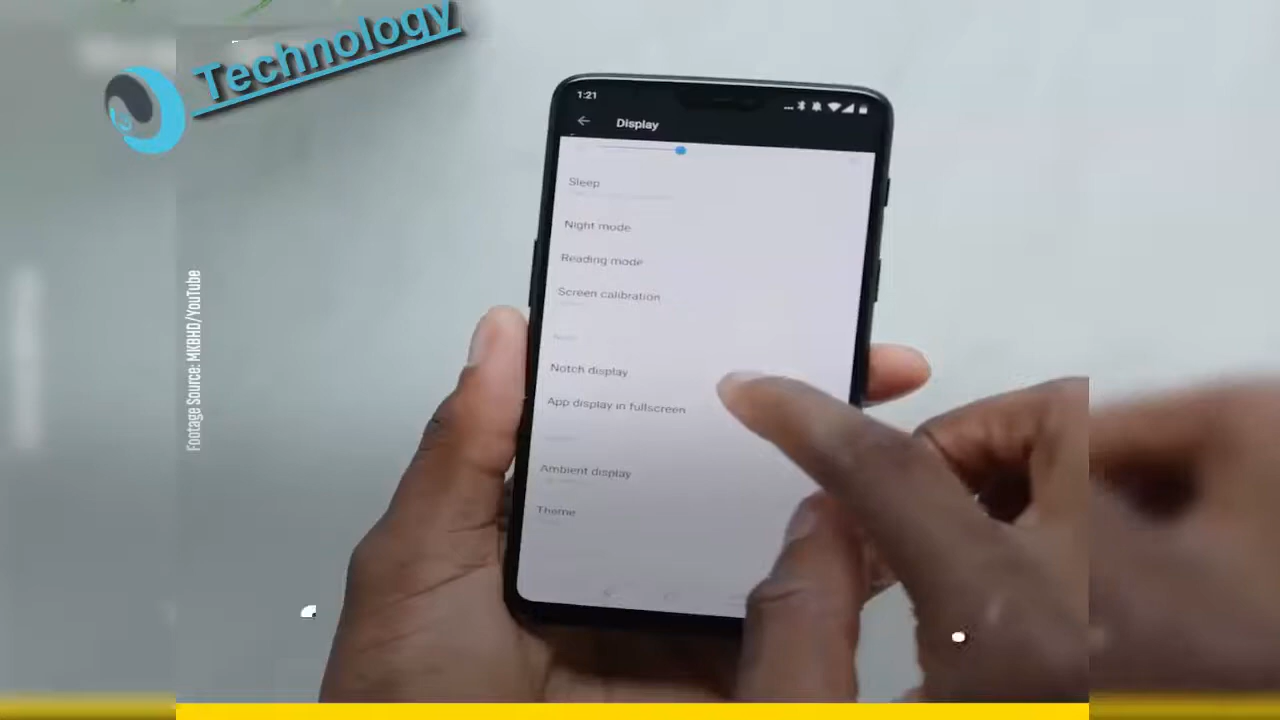 Technology
1:21
Display
Sleep
Night mode
Reading mode
Screen calibration
Notch display
App display in fullscreen
Ambient display
Theme
Footage Source: MKBHD/YouTube